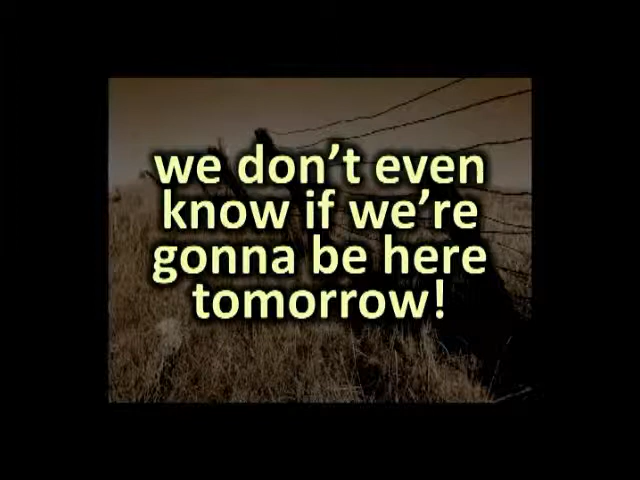 we don't even
know if we're
gonna be here
tomorrow!